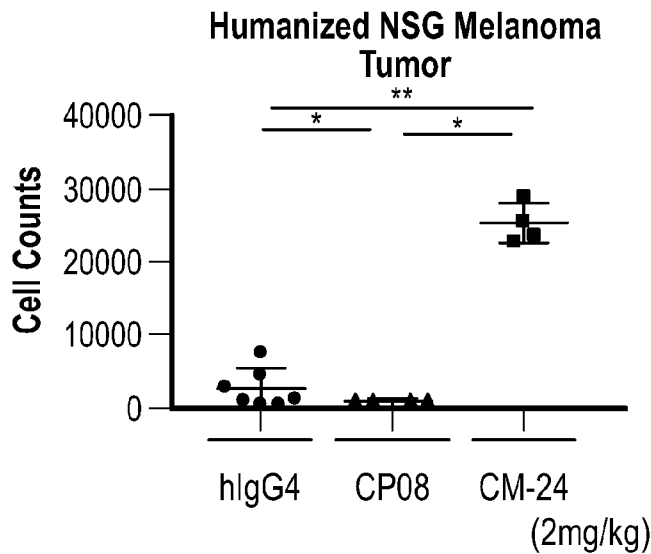 Humanized NSG Melanoma
Tumor
**
* *
Cell Counts
40000
30000
20000
10000
0
hIgG4 CP08 CM-24
(2mg/kg)